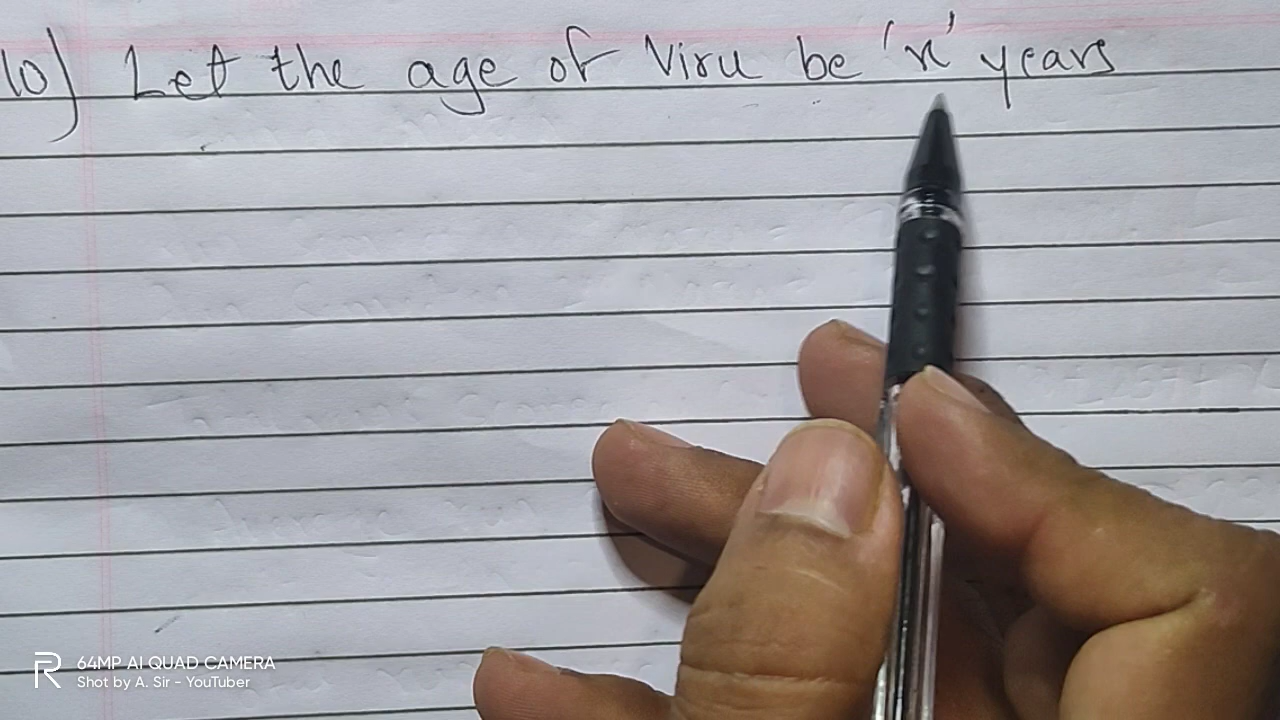 10) Let the age of Viru be 'x' years
64MP AI QUAD CAMERA
Shot by A. Sir - YouTuber